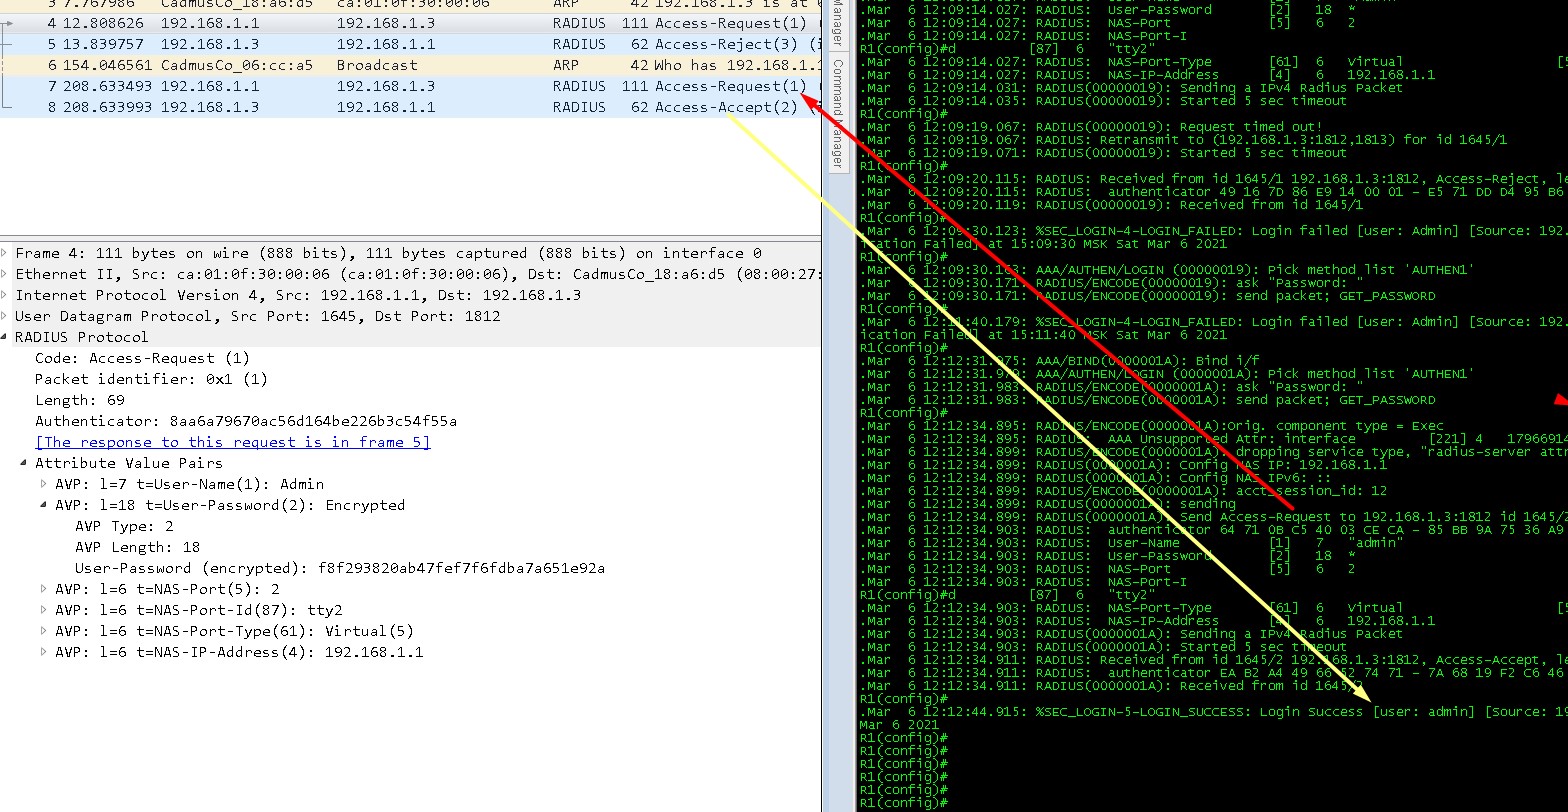 3 7.767986 CadmusCo_18:a6:d5 ca:01:0f:30:00:06 ARP 42 192.168.1.3 is at
4 12.808626 192.168.1.1 192.168.1.3 RADIUS 111 Access-Request(1)
5 13.839757 192.168.1.3 192.168.1.1 RADIUS 62 Access-Reject(3) (i
6 154.046561 CadmusCo_06:cc:a5 Broadcast ARP 42 Who has 192.168.1.1
7 208.633493 192.168.1.1 192.168.1.3 RADIUS 111 Access-Request(1)
8 208.633993 192.168.1.3 192.168.1.1 RADIUS 62 Access-Accept(2) (i
Frame 4: 111 bytes on wire (888 bits), 111 bytes captured (888 bits) on interface 0
Ethernet II, Src: ca:01:0f:30:00:06 (ca:01:0f:30:00:06), Dst: CadmusCo_18:a6:d5 (08:00:27:
Internet Protocol Version 4, Src: 192.168.1.1, Dst: 192.168.1.3
User Datagram Protocol, Src Port: 1645, Dst Port: 1812
RADIUS Protocol
Code: Access-Request (1)
Packet identifier: 0x1 (1)
Length: 69
Authenticator: 8aa6a79670ac56d164be226b3c54f55a
[The response to this request is in frame 5]
Attribute Value Pairs
AVP: l=7 t=User-Name(1): Admin
AVP: l=18 t=User-Password(2): Encrypted
AVP Type: 2
AVP Length: 18
User-Password (encrypted): f8f293820ab47fef7f6fdba7a651e92a
AVP: l=6 t=NAS-Port(5): 2
AVP: l=6 t=NAS-Port-Id(87): tty2
AVP: l=6 t=NAS-Port-Type(61): Virtual(5)
AVP: l=6 t=NAS-IP-Address(4): 192.168.1.1
Manager
Command Manager
.Mar 6 12:09:14.027: RADIUS: User-Password [2] 18 *
.Mar 6 12:09:14.027: RADIUS: NAS-Port [5] 6 2
.Mar 6 12:09:14.027: RADIUS: NAS-Port-I
R1(config)#d [87] 6 "tty2"
.Mar 6 12:09:14.027: RADIUS: NAS-Port-Type [61] 6 Virtual [5
.Mar 6 12:09:14.027: RADIUS: NAS-IP-Address [4] 6 192.168.1.1
.Mar 6 12:09:14.031: RADIUS(00000019): Sending a IPv4 Radius Packet
.Mar 6 12:09:14.035: RADIUS(00000019): Started 5 sec timeout
R1(config)#
.Mar 6 12:09:19.067: RADIUS(00000019): Request timed out!
.Mar 6 12:09:19.067: RADIUS: Retransmit to (192.168.1.3:1812,1813) for id 1645/1
.Mar 6 12:09:19.071: RADIUS(00000019): Started 5 sec timeout
R1(config)#
.Mar 6 12:09:20.115: RADIUS: Received from id 1645/1 192.168.1.3:1812, Access-Reject, le
.Mar 6 12:09:20.115: RADIUS: authenticator 49 16 7D 86 E9 14 00 01 - E5 71 DD D4 95 B6
.Mar 6 12:09:20.119: RADIUS(00000019): Received from id 1645/1
R1(config)#
.Mar 6 12:09:30.123: %SEC_LOGIN-4-LOGIN_FAILED: Login failed [user: Admin] [Source: 192.
ication Failed] at 15:09:30 MSK Sat Mar 6 2021
R1(config)#
.Mar 6 12:09:30.163: AAA/AUTHEN/LOGIN (00000019): Pick method list 'AUTHEN1'
.Mar 6 12:09:30.171: RADIUS/ENCODE(00000019): ask "Password: "
.Mar 6 12:09:30.171: RADIUS/ENCODE(00000019): send packet; GET_PASSWORD
R1(config)#
.Mar 6 12:11:40.179: %SEC_LOGIN-4-LOGIN_FAILED: Login failed [user: Admin] [Source: 192.
ication Failed] at 15:11:40 MSK Sat Mar 6 2021
R1(config)#
.Mar 6 12:12:31.975: AAA/BIND(0000001A): Bind i/f
.Mar 6 12:12:31.979: AAA/AUTHEN/LOGIN (0000001A): Pick method list 'AUTHEN1'
.Mar 6 12:12:31.983: RADIUS/ENCODE(0000001A): ask "Password: "
.Mar 6 12:12:31.983: RADIUS/ENCODE(0000001A): send packet; GET_PASSWORD
R1(config)#
.Mar 6 12:12:34.895: RADIUS/ENCODE(0000001A):orig. component type = Exec
.Mar 6 12:12:34.895: RADIUS: AAA Unsupported Attr: interface [221] 4 17966914
.Mar 6 12:12:34.899: RADIUS/ENCODE(0000001A): dropping service type, "radius-server attr
.Mar 6 12:12:34.899: RADIUS(0000001A): Config NAS IP: 192.168.1.1
.Mar 6 12:12:34.899: RADIUS(0000001A): Config NAS IPv6: ::
.Mar 6 12:12:34.899: RADIUS/ENCODE(0000001A): acct_session_id: 12
.Mar 6 12:12:34.899: RADIUS(0000001A): sending
.Mar 6 12:12:34.899: RADIUS(0000001A): Send Access-Request to 192.168.1.3:1812 id 1645/2
.Mar 6 12:12:34.903: RADIUS: authenticator 64 71 0B C5 40 03 CE CA - 85 BB 9A 75 36 A9
.Mar 6 12:12:34.903: RADIUS: User-Name [1] 7 "admin"
.Mar 6 12:12:34.903: RADIUS: User-Password [2] 18 *
.Mar 6 12:12:34.903: RADIUS: NAS-Port [5] 6 2
.Mar 6 12:12:34.903: RADIUS: NAS-Port-I
R1(config)#d [87] 6 "tty2"
.Mar 6 12:12:34.903: RADIUS: NAS-Port-Type [61] 6 Virtual [5
.Mar 6 12:12:34.903: RADIUS: NAS-IP-Address [4] 6 192.168.1.1
.Mar 6 12:12:34.903: RADIUS(0000001A): Sending a IPv4 Radius Packet
.Mar 6 12:12:34.903: RADIUS(0000001A): Started 5 sec timeout
.Mar 6 12:12:34.911: RADIUS: Received from id 1645/2 192.168.1.3:1812, Access-Accept, le
.Mar 6 12:12:34.911: RADIUS: authenticator EA B2 A4 49 66 52 74 71 - 7A 68 19 F2 C6 46
.Mar 6 12:12:34.911: RADIUS(0000001A): Received from id 1645/2
R1(config)#
.Mar 6 12:12:44.915: %SEC_LOGIN-5-LOGIN_SUCCESS: Login Success [user: admin] [Source: 19
Mar 6 2021
R1(config)#
R1(config)#
R1(config)#
R1(config)#
R1(config)#
R1(config)#